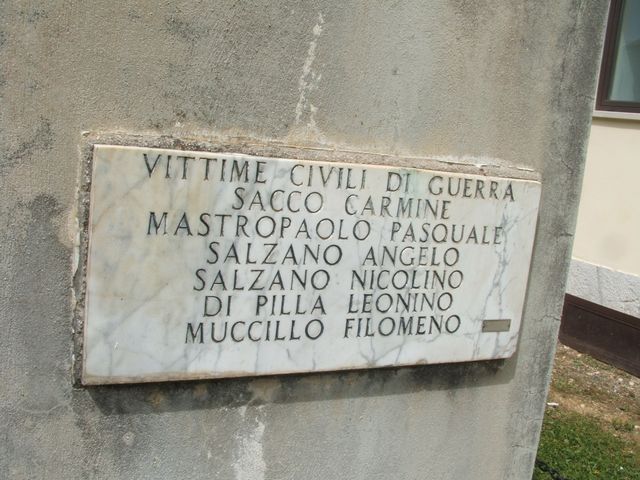 VITTIME CIVILI DI GUERRA
SACCO CARMINE
MASTROPAOLO PASQUALE
SALZANO ANGELO
SALZANO NICOLINO
DI PILLA LEONINO
MUCCILLO FILOMENO